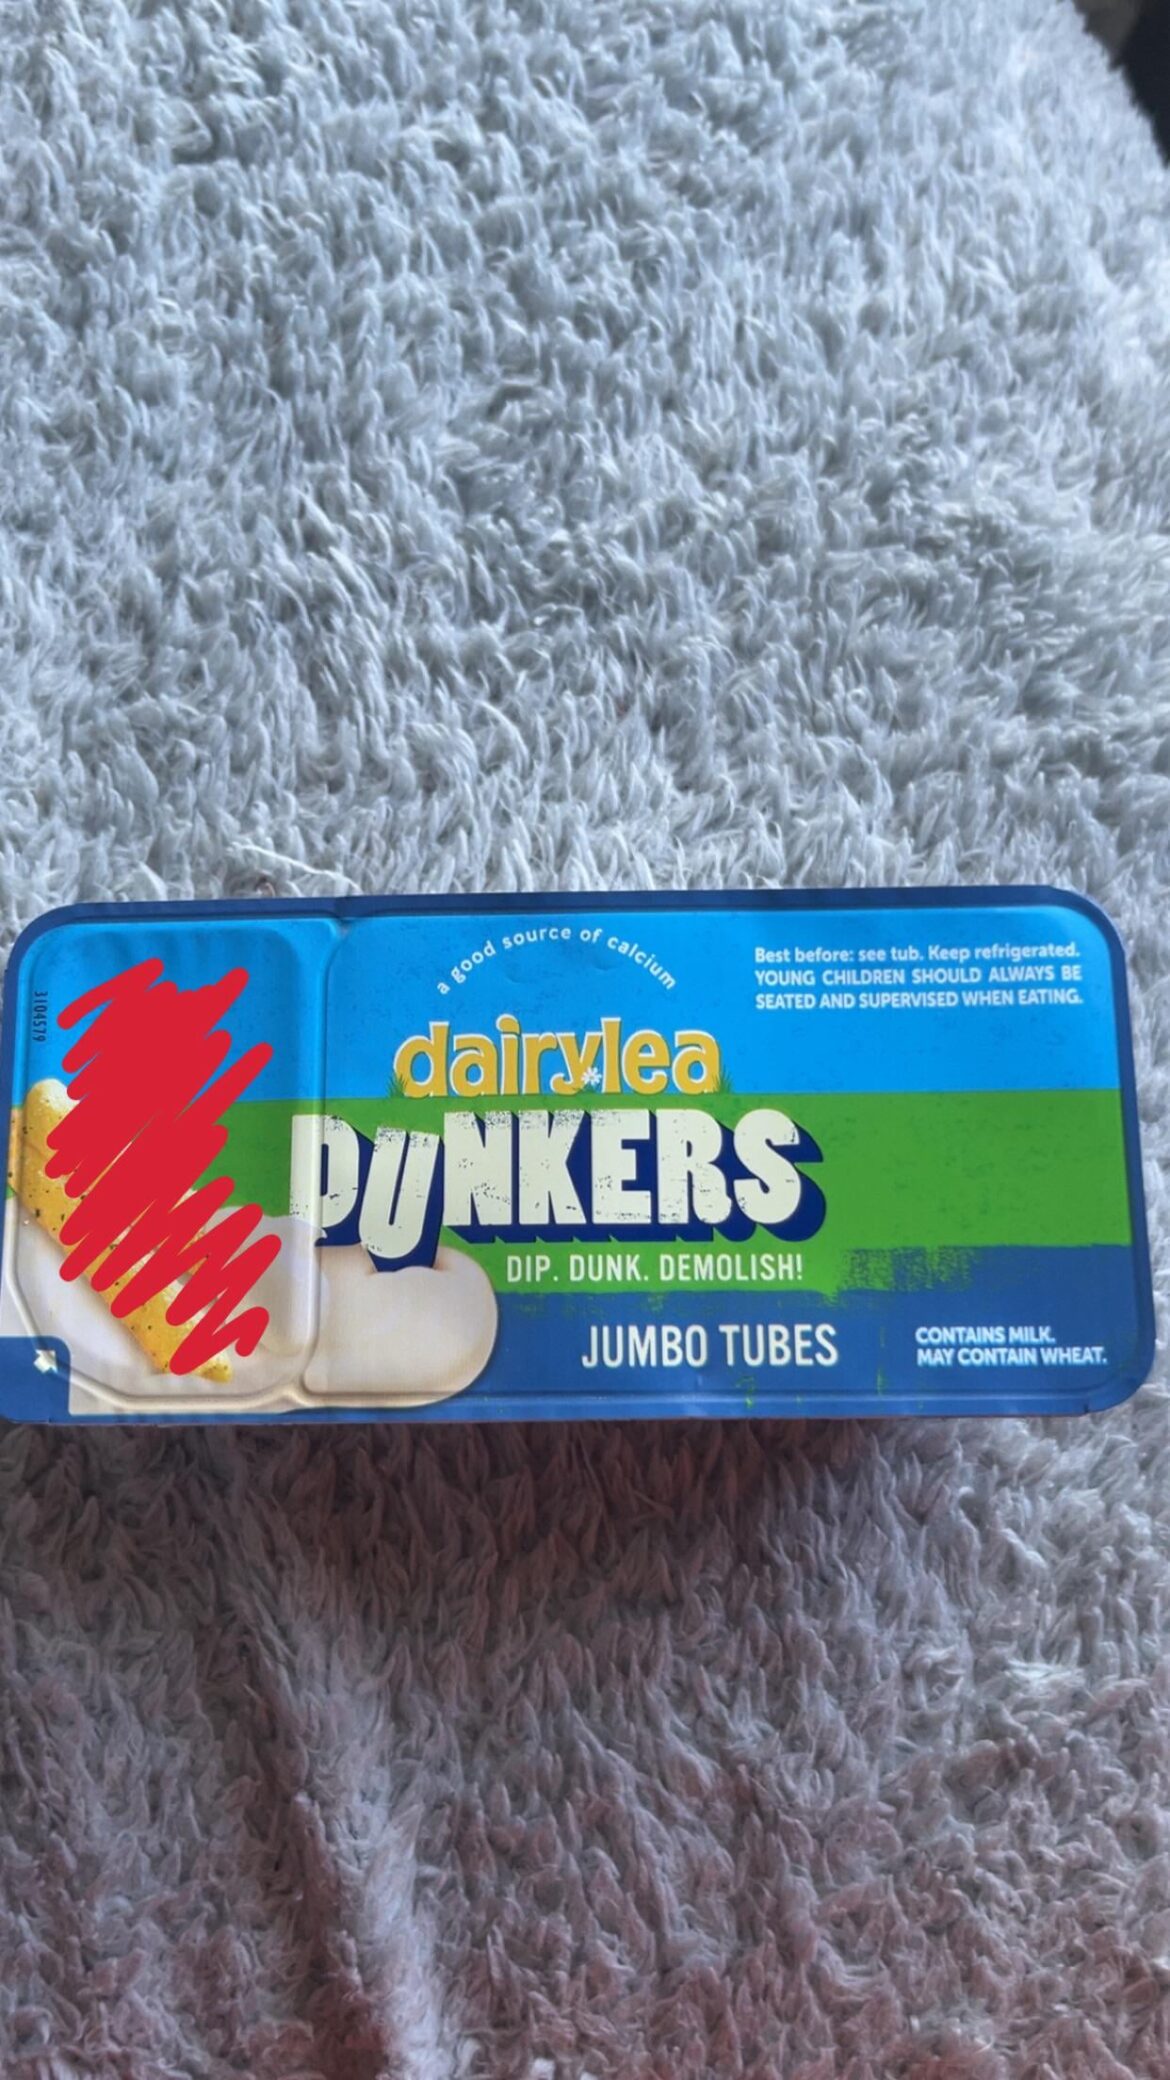 a good source of calcium
Best before: see tub. Keep refrigerated.
YOUNG CHILDREN SHOULD ALWAYS BE
SEATED AND SUPERVISED WHEN EATING.
3104579
dairylea
DUNKERS
DIP. DUNK. DEMOLISH!
JUMBO TUBES
CONTAINS MILK.
MAY CONTAIN WHEAT.